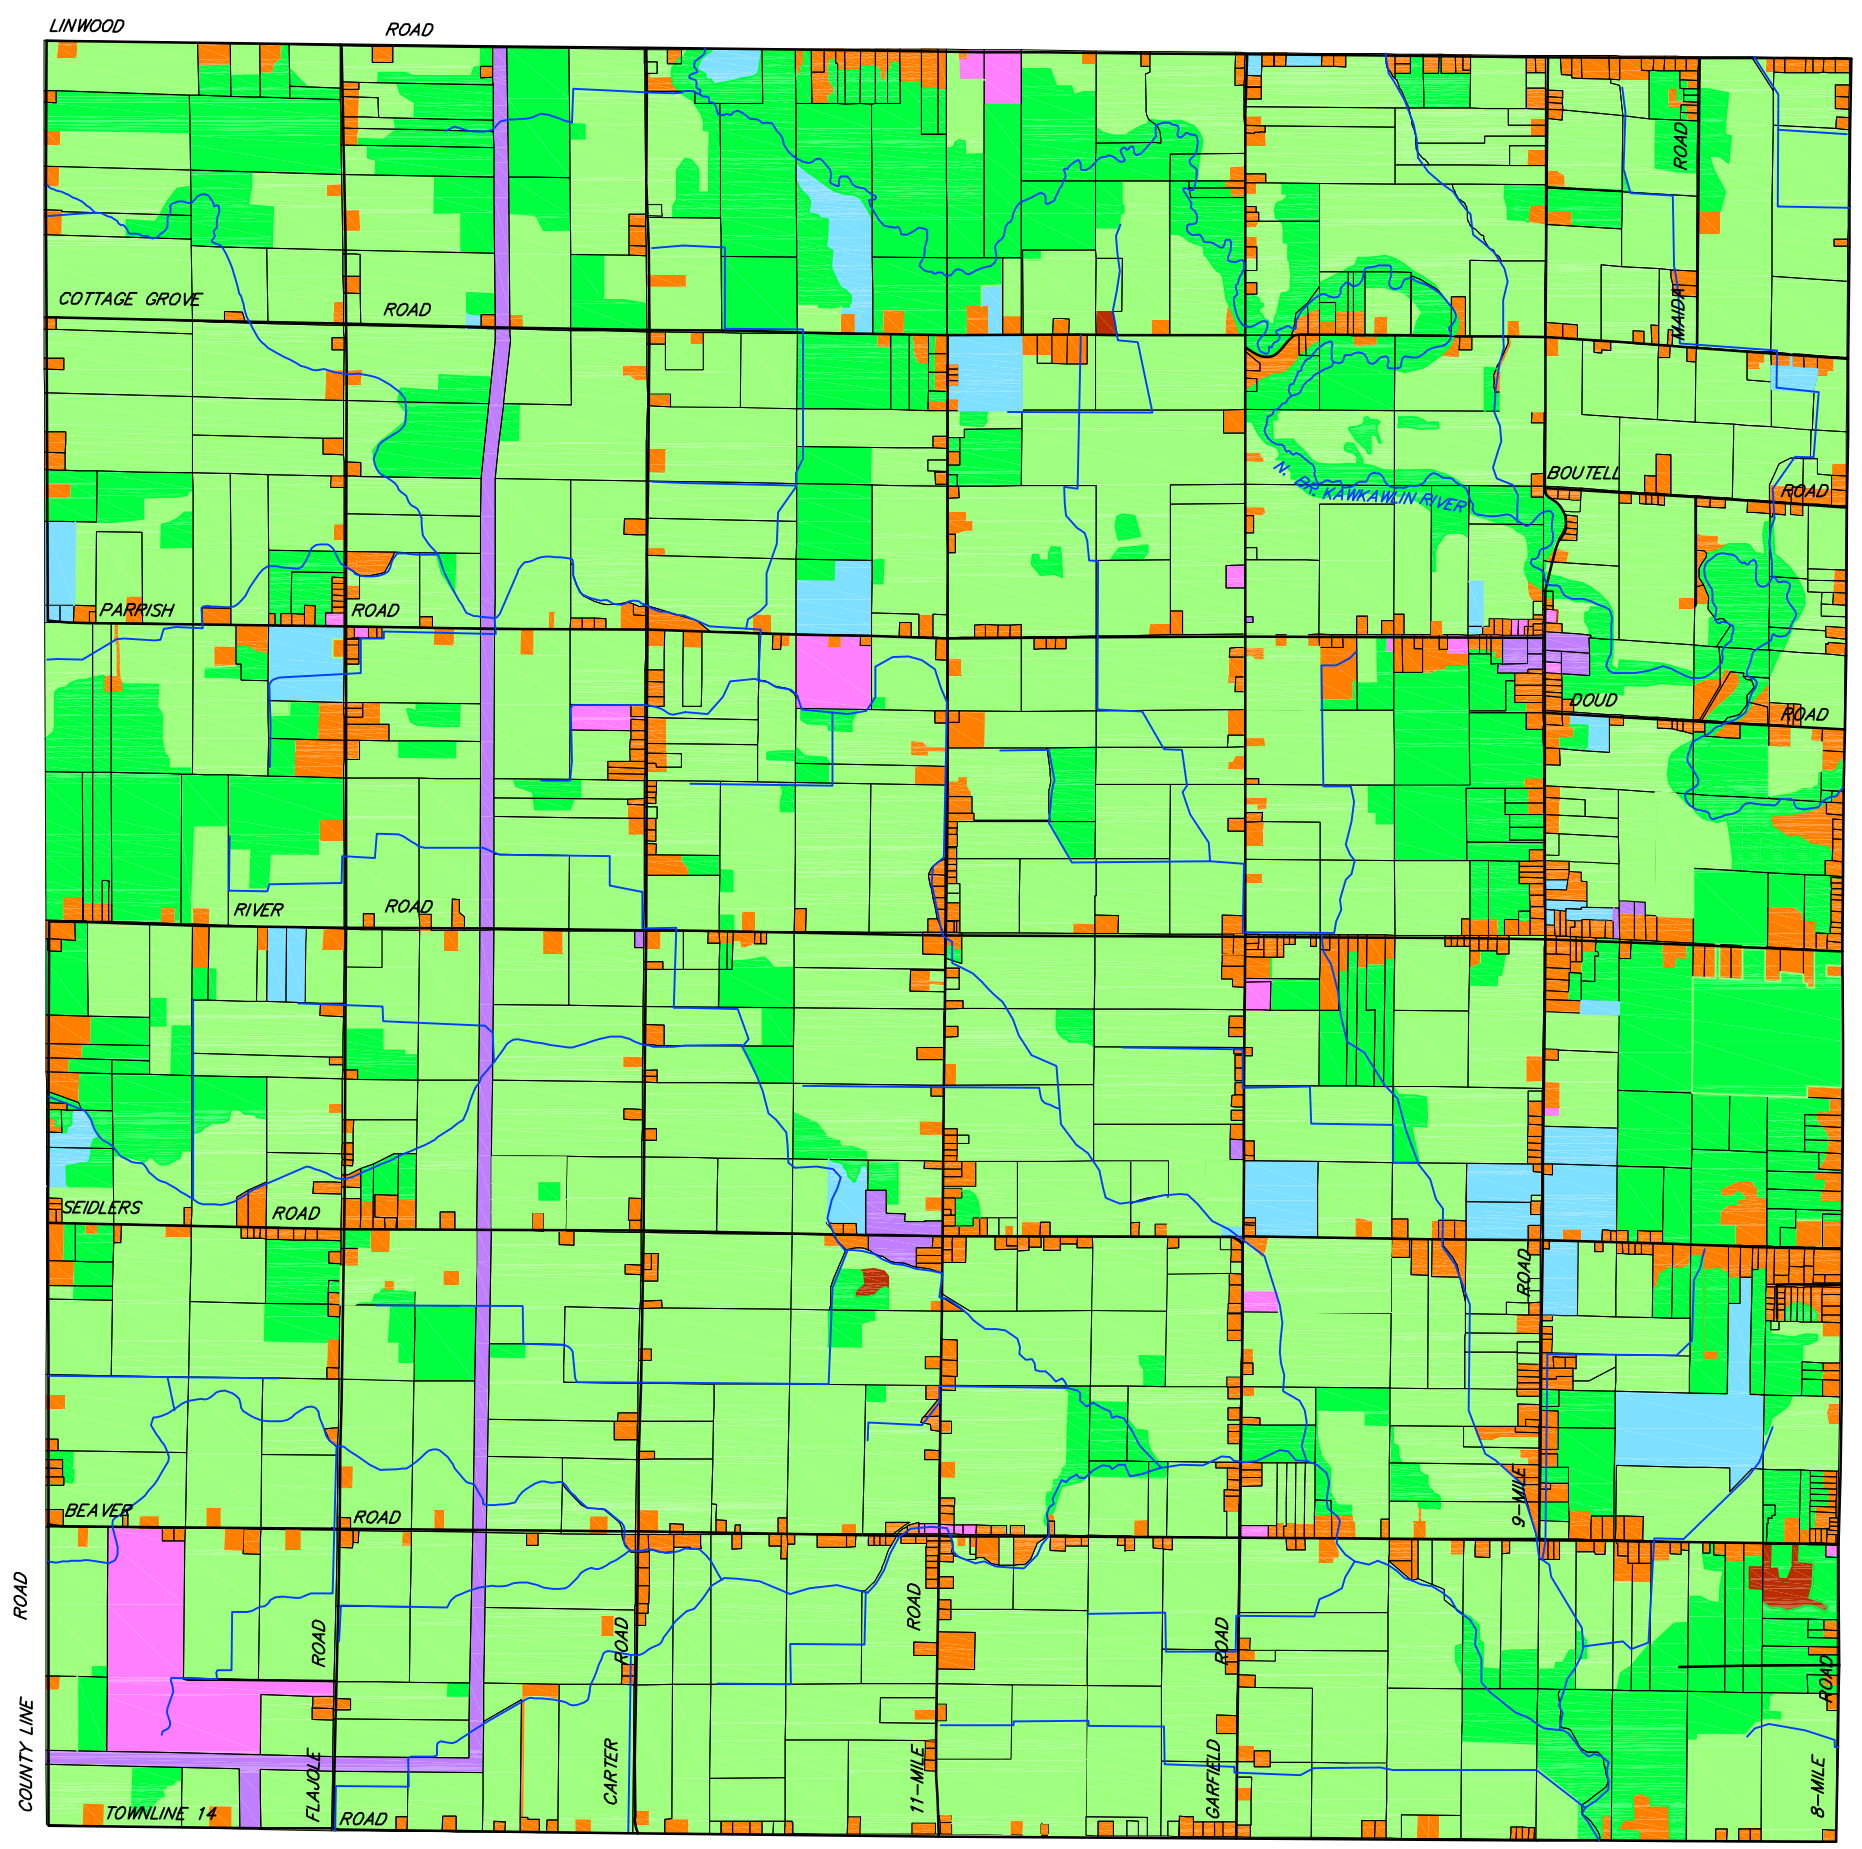 LINWOOD ROAD
ROAD
COTTAGE GROVE ROAD
MAIDA
BOUTELL ROAD
N. BR. KAWKAWLIN RIVER
PARRISH ROAD
DOUD ROAD
RIVER ROAD
SEIDLERS ROAD
ROAD
BEAVER ROAD
9-MILE
ROAD
ROAD
ROAD
ROAD
ROAD
ROAD
COUNTY LINE
FLAJOLE
CARTER
11-MILE
GARFIELD
8-MILE
TOWNLINE 14 ROAD